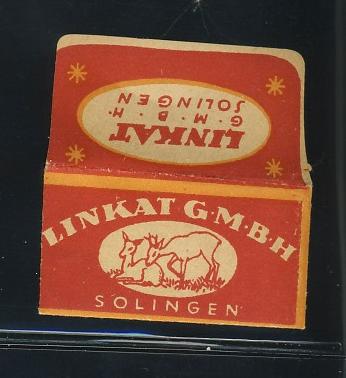 LINKAT
G·M·B·H·
SOLINGEN
LINKAT G·M·B·H
SOLINGEN